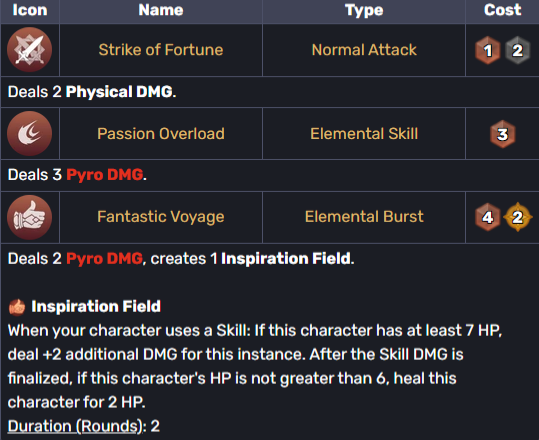 Icon Name Type Cost
Strike of Fortune Normal Attack 1 2
Deals 2 Physical DMG.
Passion Overload Elemental Skill 3
Deals 3 Pyro DMG.
Fantastic Voyage Elemental Burst 4 2
Deals 2 Pyro DMG, creates 1 Inspiration Field.
Inspiration Field
When your character uses a Skill: If this character has at least 7 HP,
deal +2 additional DMG for this instance. After the Skill DMG is
finalized, if this character's HP is not greater than 6, heal this
character for 2 HP.
Duration (Rounds): 2